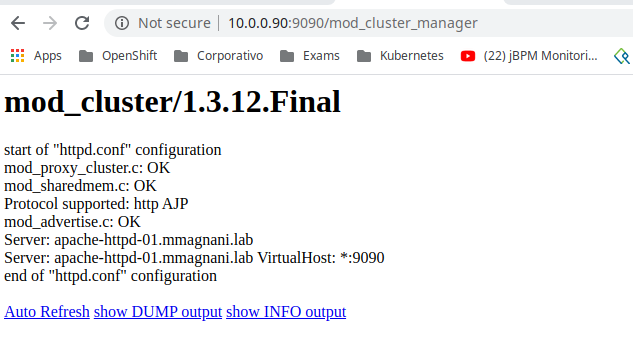 Not secure | 10.0.0.90:9090/mod_cluster_manager
Apps OpenShift Corporativo Exams Kubernetes (22) jBPM Monitori...
mod_cluster/1.3.12.Final
start of "httpd.conf" configuration
mod_proxy_cluster.c: OK
mod_sharedmem.c: OK
Protocol supported: http AJP
mod_advertise.c: OK
Server: apache-httpd-01.mmagnani.lab
Server: apache-httpd-01.mmagnani.lab VirtualHost: *:9090
end of "httpd.conf" configuration
Auto Refresh show DUMP output show INFO output